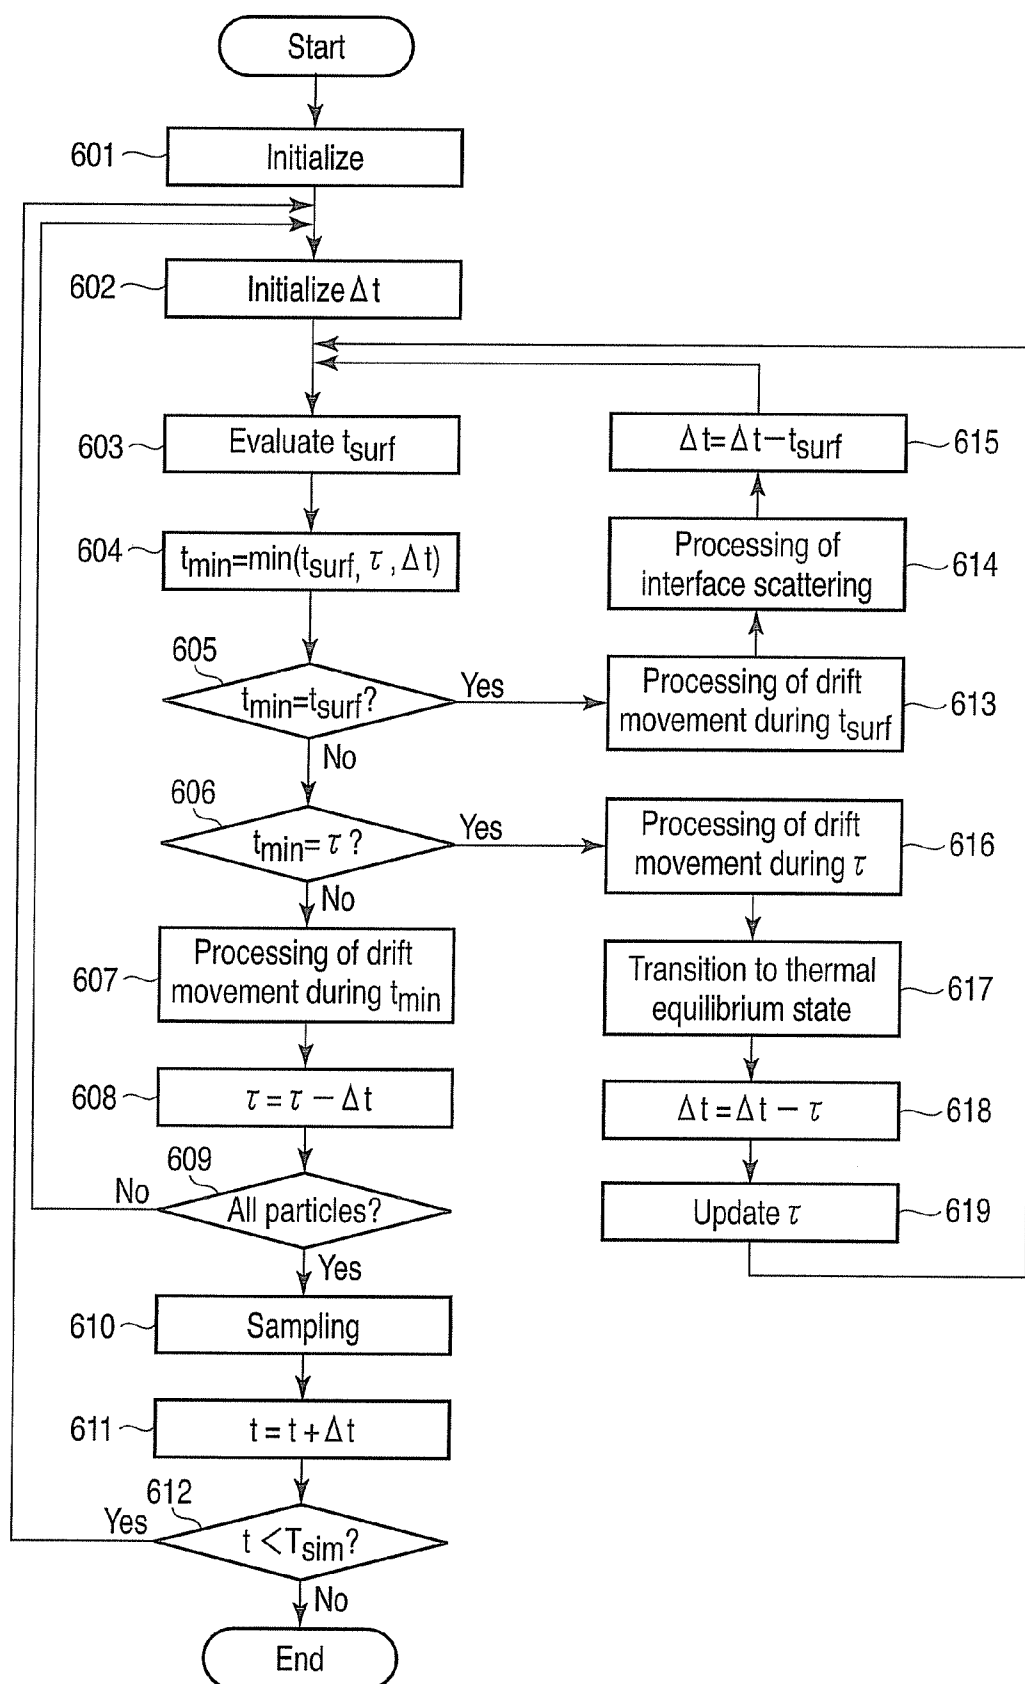 Start
601
Initialize
602
Initialize Δt
603
Evaluate tsurf
604
tmin=min(tsurf, τ, Δt)
605
tmin=tsurf?
Yes
No
606
tmin= τ ?
Yes
No
607
Processing of drift
movement during tmin
608
τ = τ − Δt
609
No
All particles?
Yes
610
Sampling
611
t = t + Δt
612
Yes
t < Tsim?
No
End
Δt=Δt−tsurf
615
Processing of
interface scattering
614
Processing of drift
movement during tsurf
613
Processing of drift
movement during τ
616
Transition to thermal
equilibrium state
617
Δt = Δt − τ
618
Update τ
619